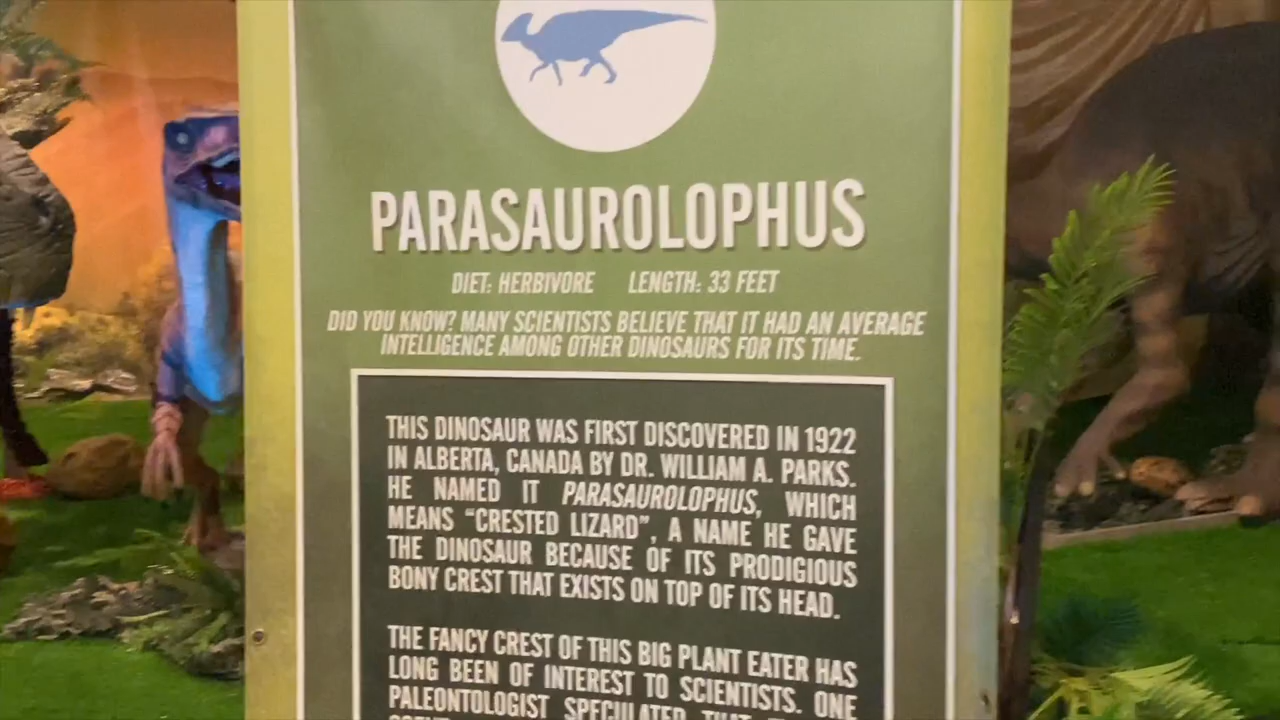 PARASAUROLOPHUS
DIET: HERBIVORE LENGTH: 33 FEET
DID YOU KNOW? MANY SCIENTISTS BELIEVE THAT IT HAD AN AVERAGE
INTELLIGENCE AMONG OTHER DINOSAURS FOR ITS TIME.
THIS DINOSAUR WAS FIRST DISCOVERED IN 1922
IN ALBERTA, CANADA BY DR. WILLIAM A. PARKS.
HE NAMED IT PARASAUROLOPHUS, WHICH
MEANS “CRESTED LIZARD”, A NAME HE GAVE
THE DINOSAUR BECAUSE OF ITS PRODIGIOUS
BONY CREST THAT EXISTS ON TOP OF ITS HEAD.
THE FANCY CREST OF THIS BIG PLANT EATER HAS
LONG BEEN OF INTEREST TO SCIENTISTS. ONE
PALEONTOLOGIST SPECULATED THAT